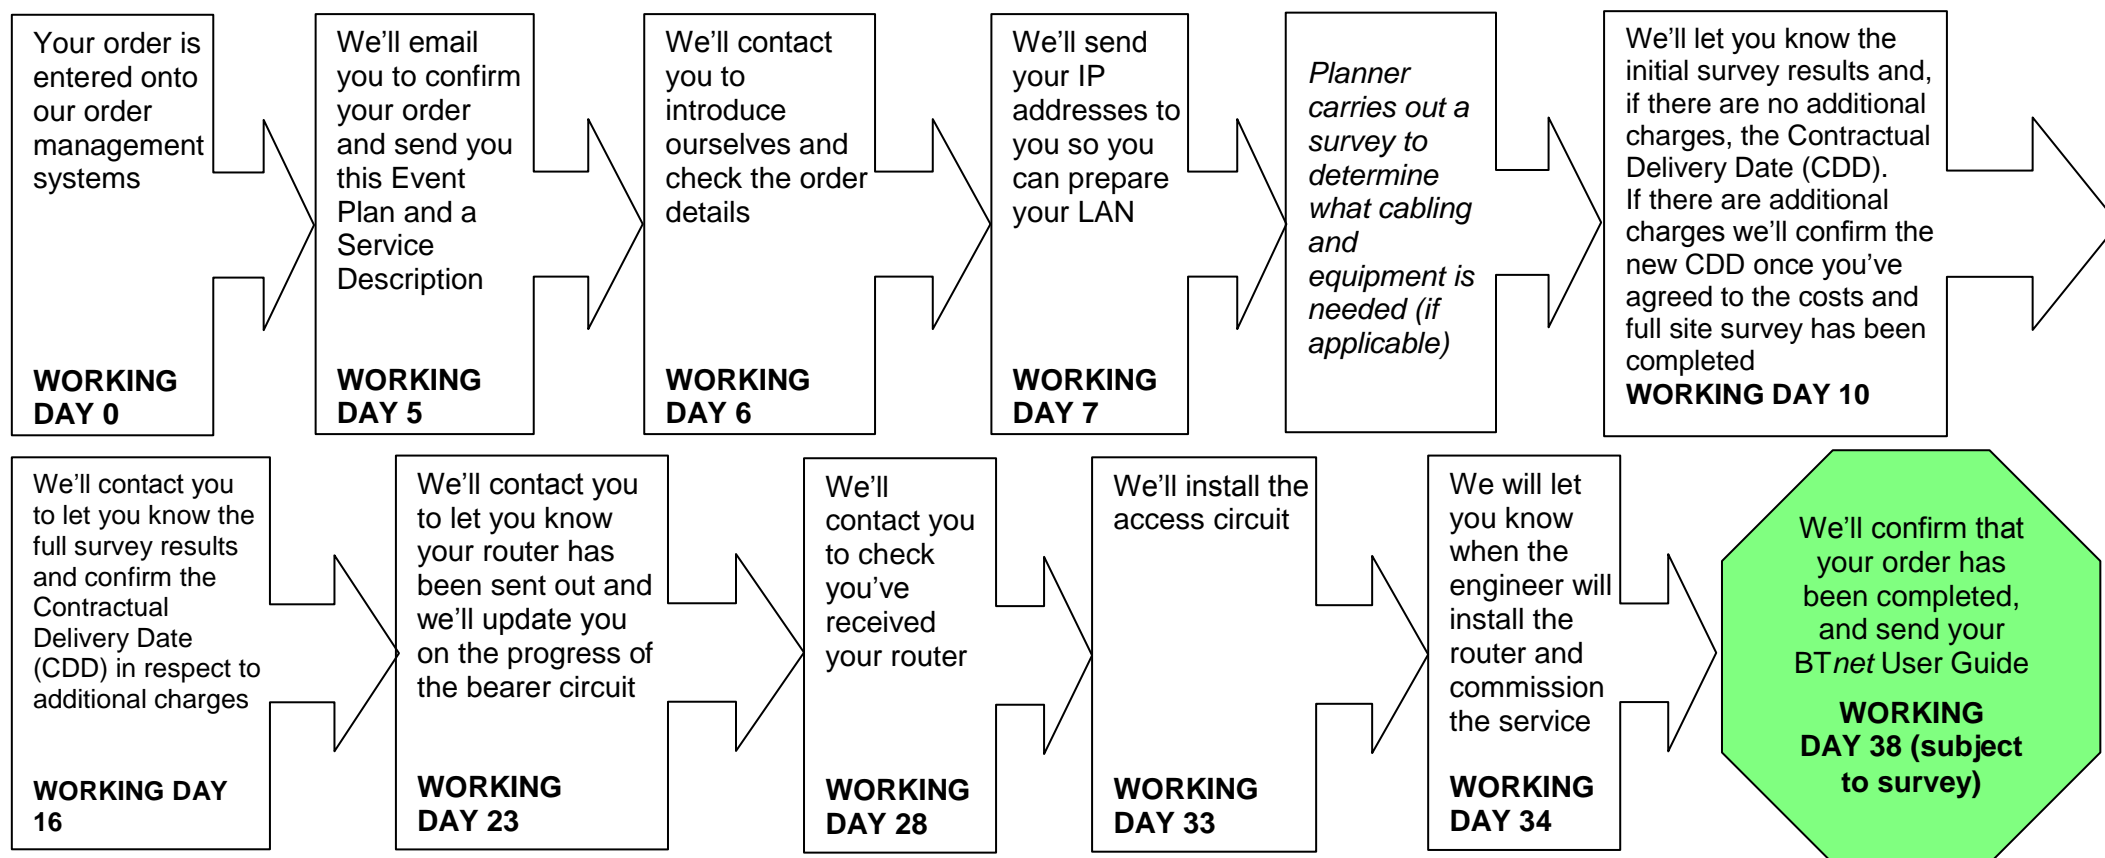 Your order is
entered onto
our order
management
systems
WORKING
DAY 0
We’ll email
you to confirm
your order
and send you
this Event
Plan and a
Service
Description
WORKING
DAY 5
We’ll contact
you to
introduce
ourselves and
check the order
details
WORKING
DAY 6
We’ll send
your IP
addresses to
you so you
can prepare
your LAN
WORKING
DAY 7
Planner
carries out a
survey to
determine
what cabling
and
equipment is
needed (if
applicable)
We’ll let you know the
initial survey results and,
if there are no additional
charges, the Contractual
Delivery Date (CDD).
If there are additional
charges we’ll confirm the
new CDD once you’ve
agreed to the costs and
full site survey has been
completed
WORKING DAY 10
We’ll contact you
to let you know the
full survey results
and confirm the
Contractual
Delivery Date
(CDD) in respect to
additional charges
WORKING DAY
16
We’ll contact you
to let you know
your router has
been sent out and
we’ll update you
on the progress of
the bearer circuit
WORKING
DAY 23
We’ll
contact you
to check
you’ve
received
your router
WORKING
DAY 28
We’ll install the
access circuit
WORKING
DAY 33
We will let
you know
when the
engineer will
install the
router and
commission
the service
WORKING
DAY 34
We’ll confirm that
your order has
been completed,
and send your
BTnet User Guide
WORKING
DAY 38 (subject
to survey)